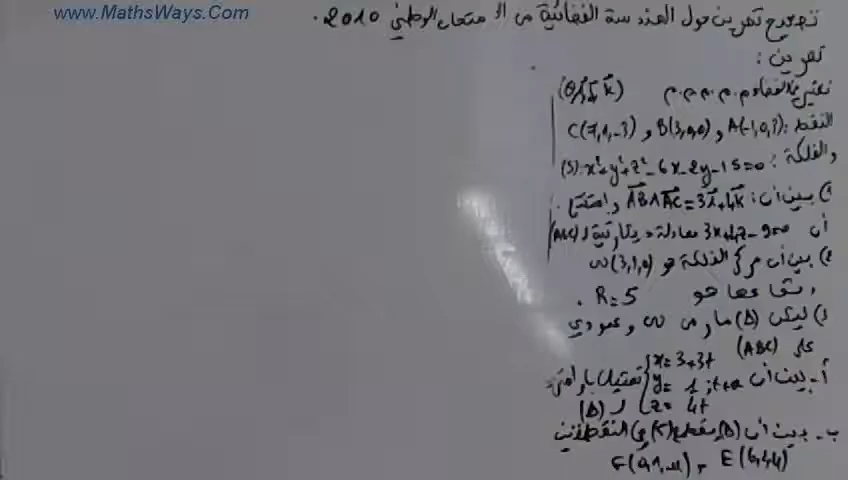 www.MathsWays.Com
تصحيح تمرين حول الهندسة الفضائية من الامتحان الوطني 2010.
تمرين :
نعتبر في الفضاء م.م.م.م (O,i,j,k)
النقط : A(-1,0,3) و B(3,0,0) و C(7,1,-3)
والفلكة : (S): x²+y²+z²-6x-2y-15=0
1) بين أن : AB∧AC=3i+4k واستنتج
أن 3x+4z-9=0 معادلة ديكارتية لـ (ABC)
2) بين أن مركز الفلكة هو Ω(3,1,0)
وشعاعها هو R=5 .
3) ليكن (Δ) مار من Ω وعمودي
على (ABC)
أ- بين أن { x=3+3t تمثيل بارامتري
y= 1 ; t∈ℝ
z= 4t لـ (Δ)
ب- بين أن (Δ) يقطع (S) في النقطتين
E(6,1,4) و F(0,1,-4)